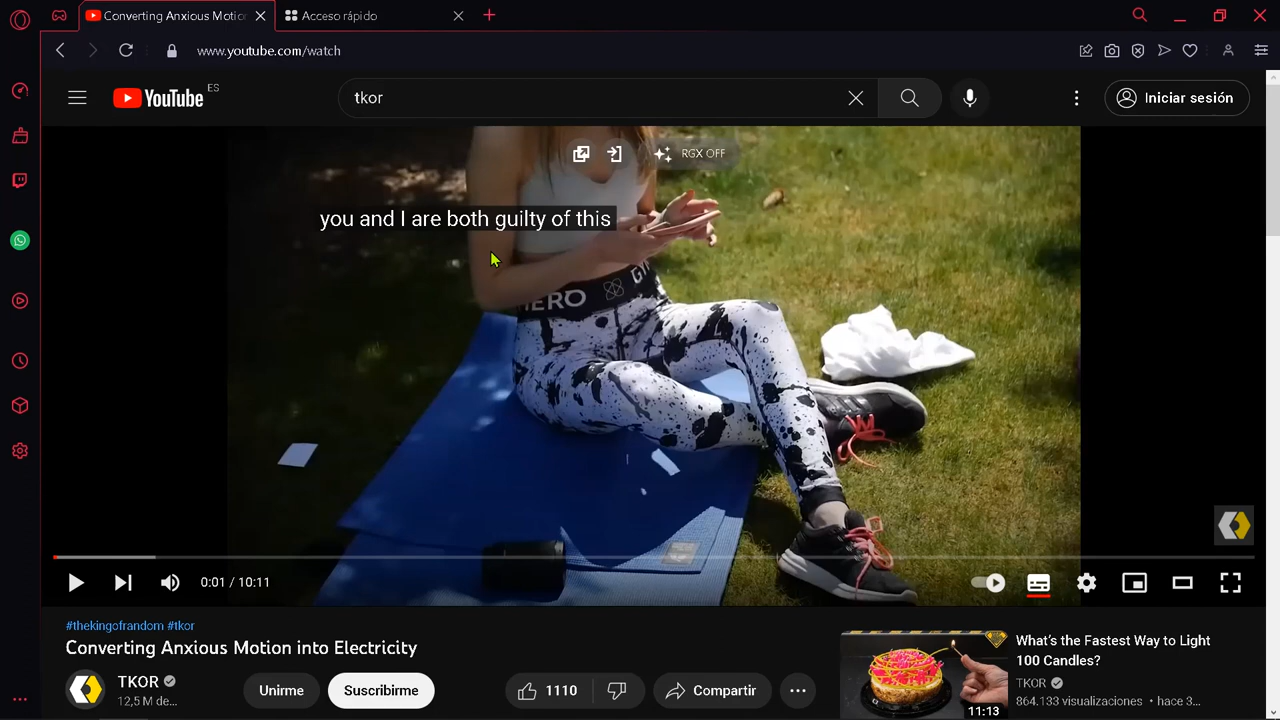 Converting Anxious Motio
Acceso rápido
www.youtube.com/watch
YouTube ES
tkor
Iniciar sesión
RGX OFF
you and I are both guilty of this
HERO
GY
0:01 / 10:11
#thekingofrandom #tkor
Converting Anxious Motion into Electricity
TKOR
12,5 M de...
Unirme
Suscribirme
1110
Compartir
What's the Fastest Way to Light
100 Candles?
TKOR
864.133 visualizaciones • hace 3...
11:13